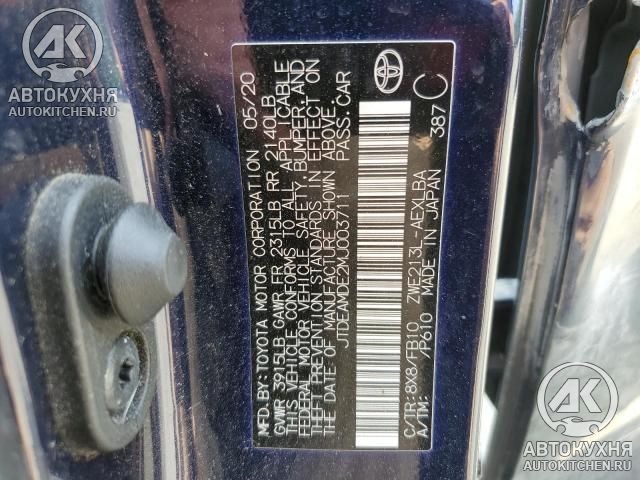 АВТОКУХНЯ
AUTOKITCHEN.RU
MFD. BY: TOYOTA MOTOR CORPORATION 05/20
GVWR 3915LB GAWR FR 2315LB RR 2140LB
THIS VEHICLE CONFORMS TO ALL APPLICABLE
FEDERAL MOTOR VEHICLE SAFETY, BUMPER, AND
THEFT PREVENTION STANDARDS IN EFFECT ON
THE DATE OF MANUFACTURE SHOWN ABOVE.
JTDEAMDE2MJ003711 PASS. CAR
C/TR:8X8/FB10 ZWE213L-AEXLBA
A/TM: /P610 MADE IN JAPAN 387 C
АВТОКУХНЯ
AUTOKITCHEN.RU